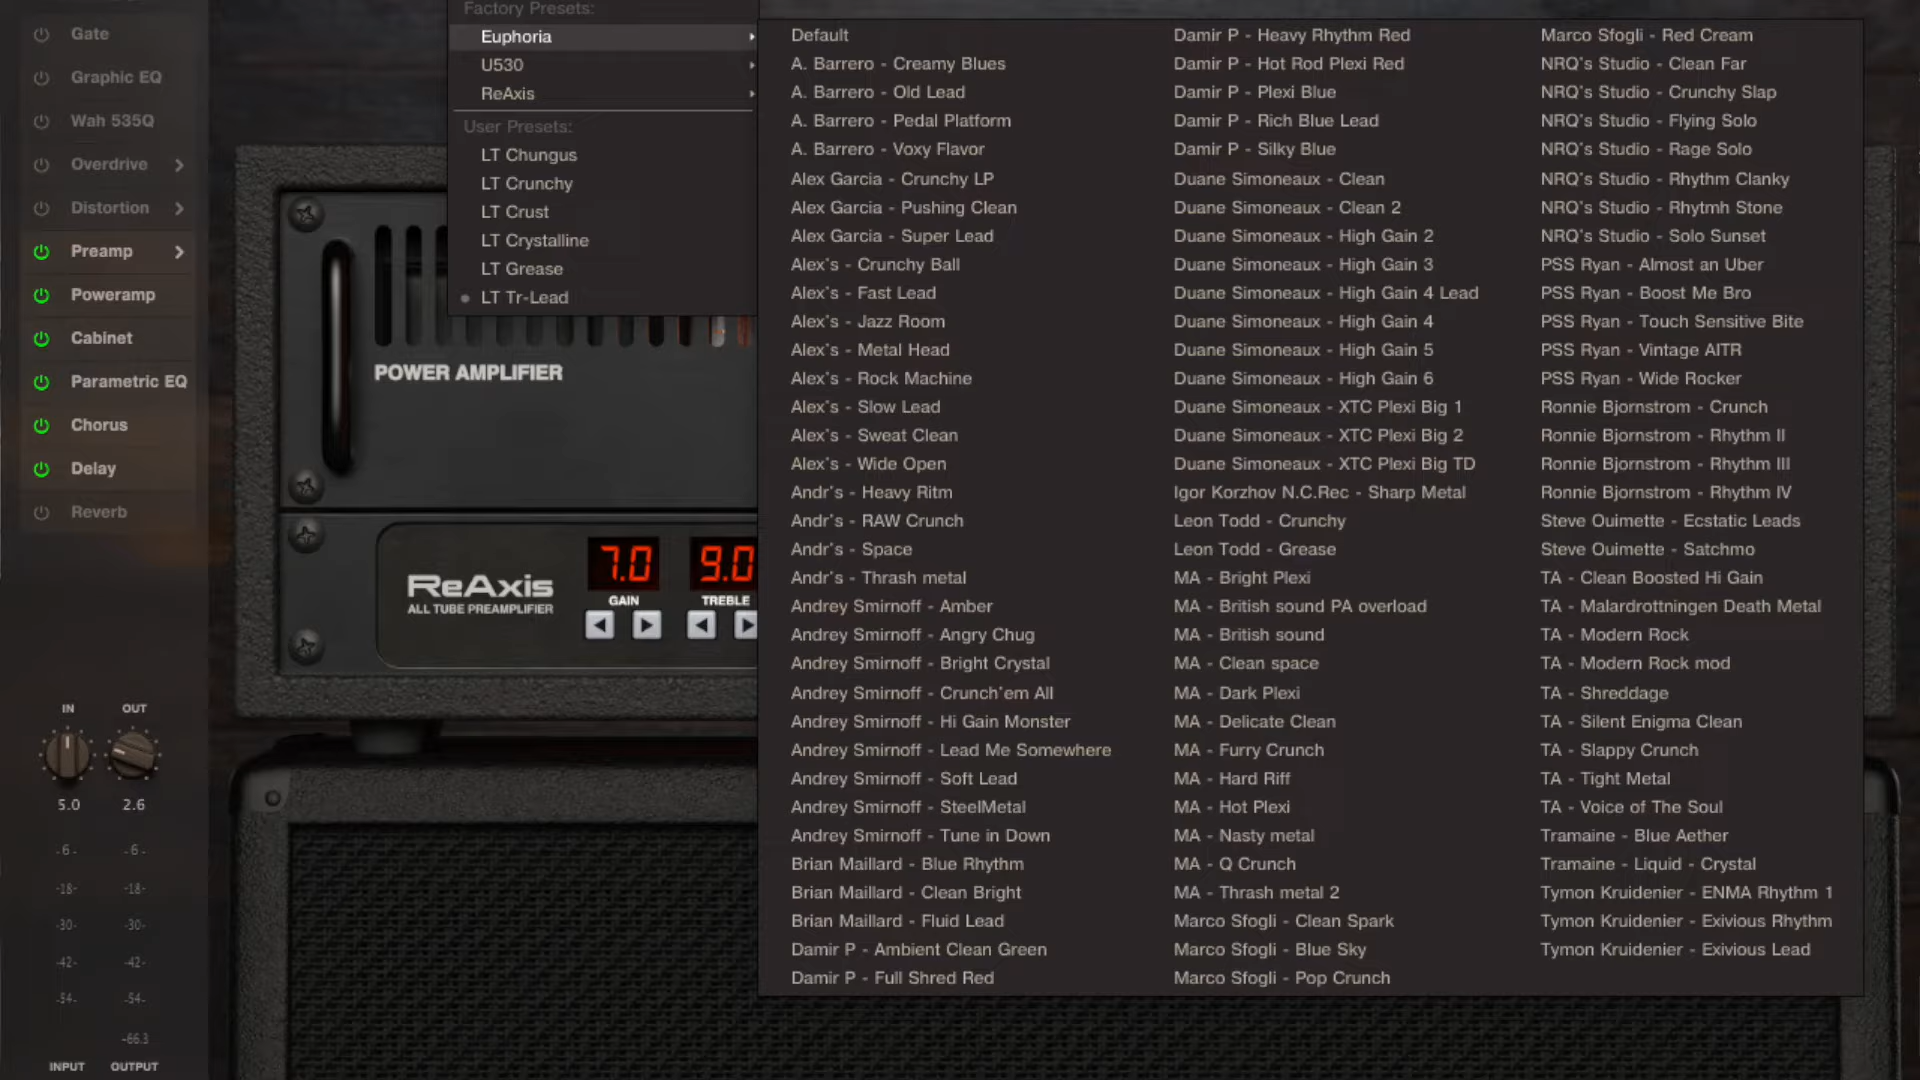 Gate
Graphic EQ
Wah 535Q
Overdrive
Distortion
Preamp
Poweramp
Cabinet
Parametric EQ
Chorus
Delay
Reverb
IN OUT
5.0 2.6
-6- -6-
-18- -18-
-30- -30-
-42- -42-
-54- -54-
-66.3
INPUT OUTPUT
Factory Presets:
Euphoria
U530
ReAxis
User Presets:
LT Chungus
LT Crunchy
LT Crust
LT Crystalline
LT Grease
LT Tr-Lead
POWER AMPLIFIER
ReAxis
ALL TUBE PREAMPLIFIER
7.0 9.0
GAIN TREBLE
Default
A. Barrero - Creamy Blues
A. Barrero - Old Lead
A. Barrero - Pedal Platform
A. Barrero - Voxy Flavor
Alex Garcia - Crunchy LP
Alex Garcia - Pushing Clean
Alex Garcia - Super Lead
Alex's - Crunchy Ball
Alex's - Fast Lead
Alex's - Jazz Room
Alex's - Metal Head
Alex's - Rock Machine
Alex's - Slow Lead
Alex's - Sweat Clean
Alex's - Wide Open
Andr's - Heavy Ritm
Andr's - RAW Crunch
Andr's - Space
Andr's - Thrash metal
Andrey Smirnoff - Amber
Andrey Smirnoff - Angry Chug
Andrey Smirnoff - Bright Crystal
Andrey Smirnoff - Crunch'em All
Andrey Smirnoff - Hi Gain Monster
Andrey Smirnoff - Lead Me Somewhere
Andrey Smirnoff - Soft Lead
Andrey Smirnoff - SteelMetal
Andrey Smirnoff - Tune in Down
Brian Maillard - Blue Rhythm
Brian Maillard - Clean Bright
Brian Maillard - Fluid Lead
Damir P - Ambient Clean Green
Damir P - Full Shred Red
Damir P - Heavy Rhythm Red
Damir P - Hot Rod Plexi Red
Damir P - Plexi Blue
Damir P - Rich Blue Lead
Damir P - Silky Blue
Duane Simoneaux - Clean
Duane Simoneaux - Clean 2
Duane Simoneaux - High Gain 2
Duane Simoneaux - High Gain 3
Duane Simoneaux - High Gain 4 Lead
Duane Simoneaux - High Gain 4
Duane Simoneaux - High Gain 5
Duane Simoneaux - High Gain 6
Duane Simoneaux - XTC Plexi Big 1
Duane Simoneaux - XTC Plexi Big 2
Duane Simoneaux - XTC Plexi Big TD
Igor Korzhov N.C.Rec - Sharp Metal
Leon Todd - Crunchy
Leon Todd - Grease
MA - Bright Plexi
MA - British sound PA overload
MA - British sound
MA - Clean space
MA - Dark Plexi
MA - Delicate Clean
MA - Furry Crunch
MA - Hard Riff
MA - Hot Plexi
MA - Nasty metal
MA - Q Crunch
MA - Thrash metal 2
Marco Sfogli - Clean Spark
Marco Sfogli - Blue Sky
Marco Sfogli - Pop Crunch
Marco Sfogli - Red Cream
NRQ's Studio - Clean Far
NRQ's Studio - Crunchy Slap
NRQ's Studio - Flying Solo
NRQ's Studio - Rage Solo
NRQ's Studio - Rhythm Clanky
NRQ's Studio - Rhytmh Stone
NRQ's Studio - Solo Sunset
PSS Ryan - Almost an Uber
PSS Ryan - Boost Me Bro
PSS Ryan - Touch Sensitive Bite
PSS Ryan - Vintage AITR
PSS Ryan - Wide Rocker
Ronnie Bjornstrom - Crunch
Ronnie Bjornstrom - Rhythm II
Ronnie Bjornstrom - Rhythm III
Ronnie Bjornstrom - Rhythm IV
Steve Ouimette - Ecstatic Leads
Steve Ouimette - Satchmo
TA - Clean Boosted Hi Gain
TA - Malardrottningen Death Metal
TA - Modern Rock
TA - Modern Rock mod
TA - Shreddage
TA - Silent Enigma Clean
TA - Slappy Crunch
TA - Tight Metal
TA - Voice of The Soul
Tramaine - Blue Aether
Tramaine - Liquid - Crystal
Tymon Kruidenier - ENMA Rhythm 1
Tymon Kruidenier - Exivious Rhythm
Tymon Kruidenier - Exivious Lead